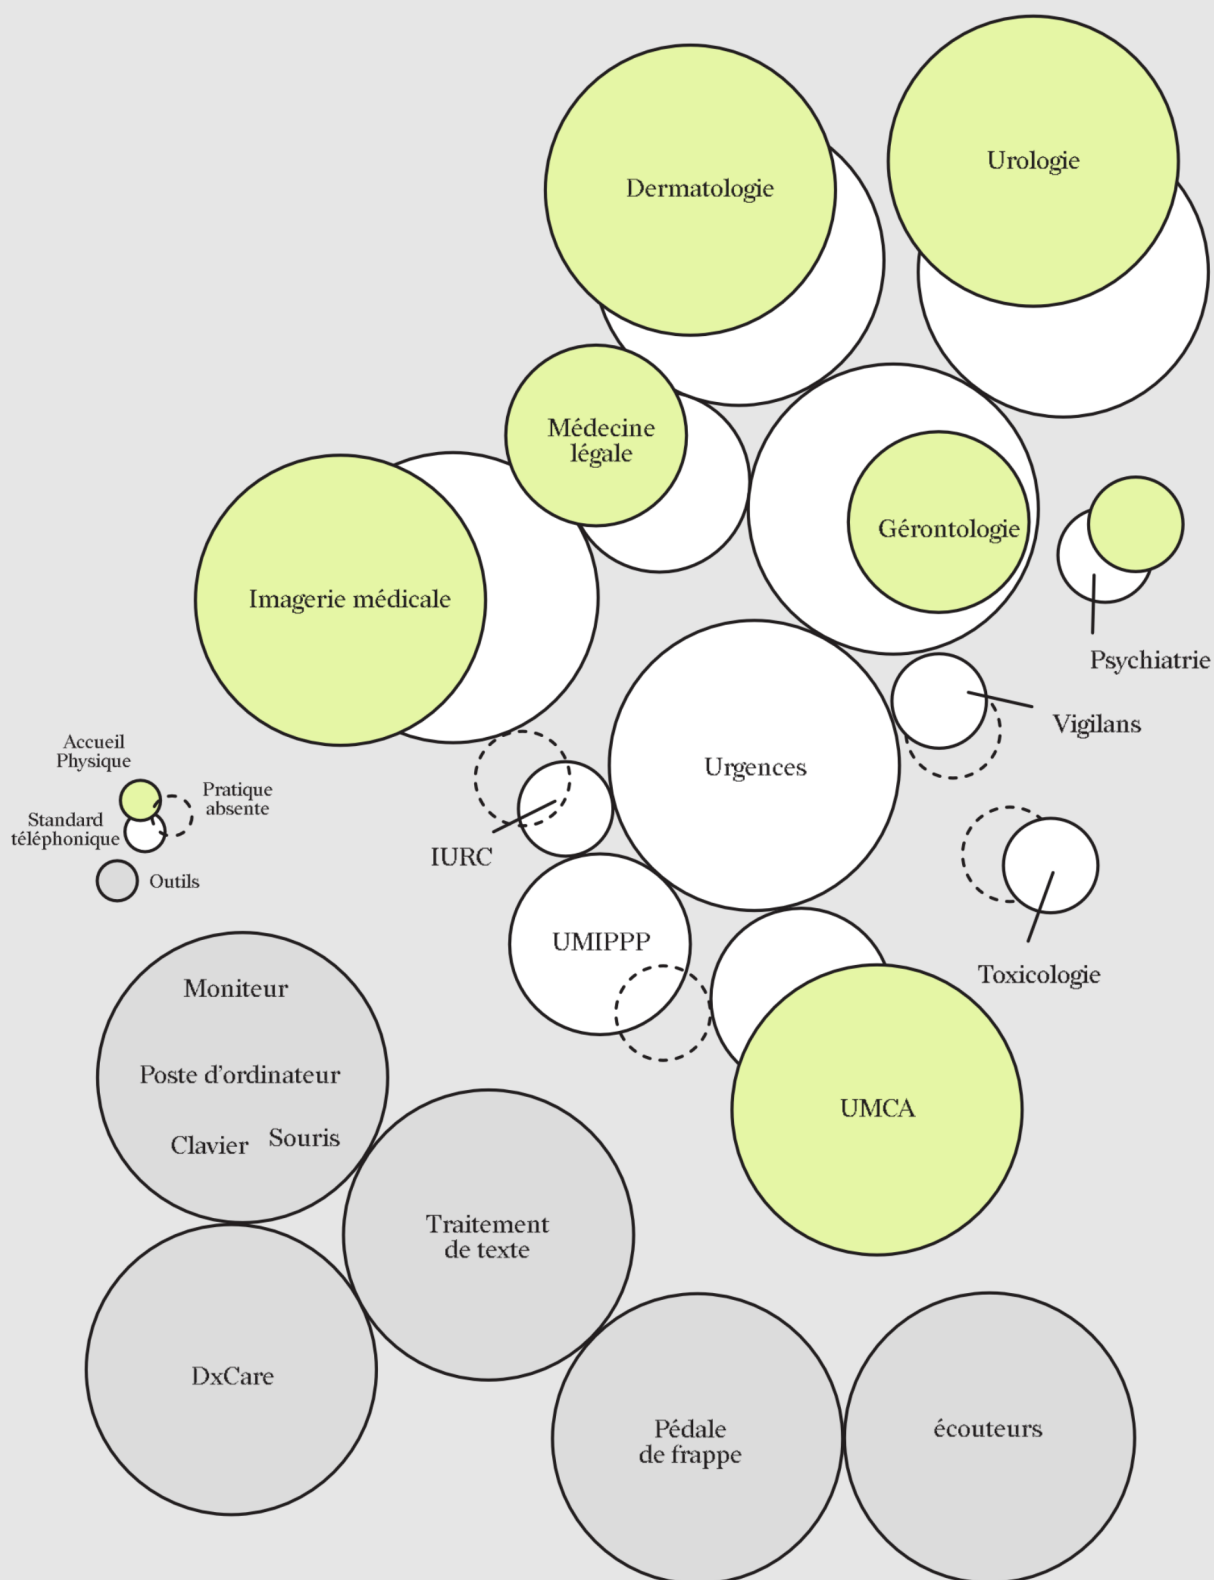 Dermatologie
Urologie
Médecine
légale
Gérontologie
Imagerie médicale
Psychiatrie
Vigilans
Urgences
Accueil
Physique
Pratique
absente
Standard
téléphonique
Outils
IURC
UMIPPP
Toxicologie
UMCA
Moniteur
Poste d’ordinateur
Clavier
Souris
Traitement
de texte
DxCare
Pédale
de frappe
écouteurs